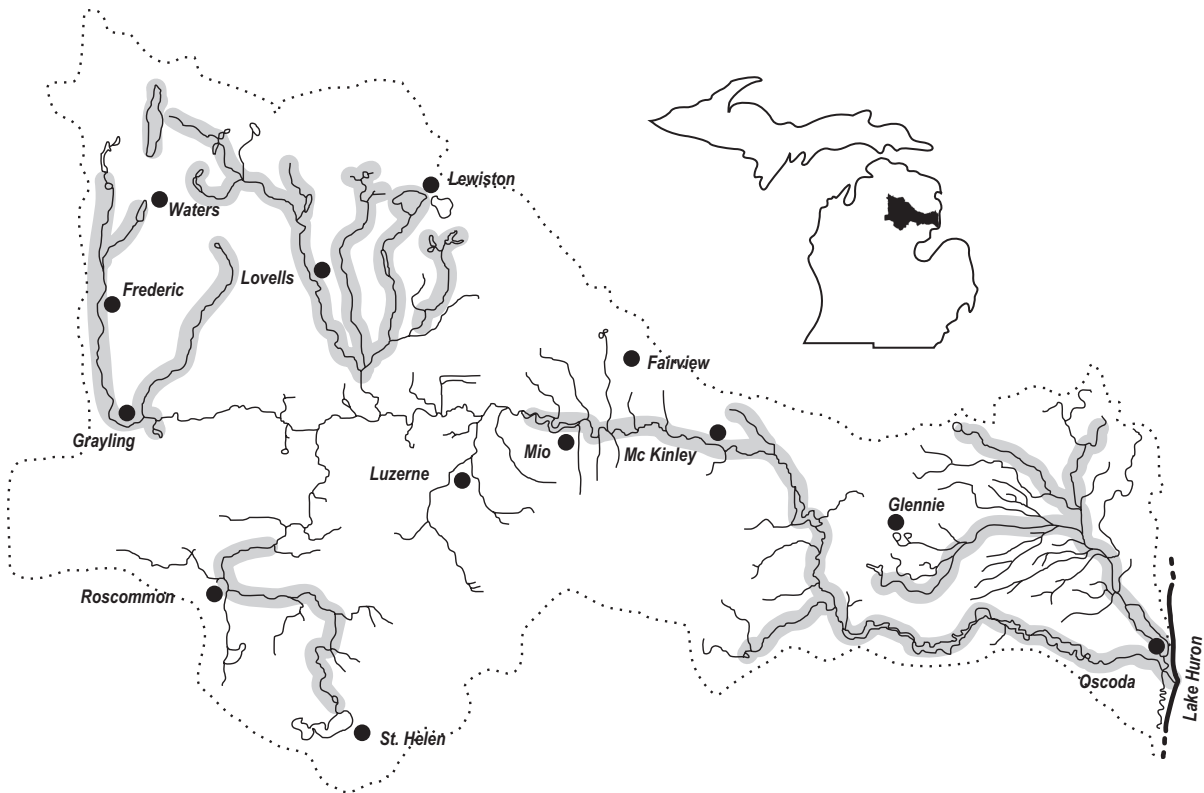 Lewiston
Waters
Lovells
Frederic
Fairview
Grayling
Mio
Mc Kinley
Luzerne
Glennie
Roscommon
Oscoda
Lake Huron
St. Helen